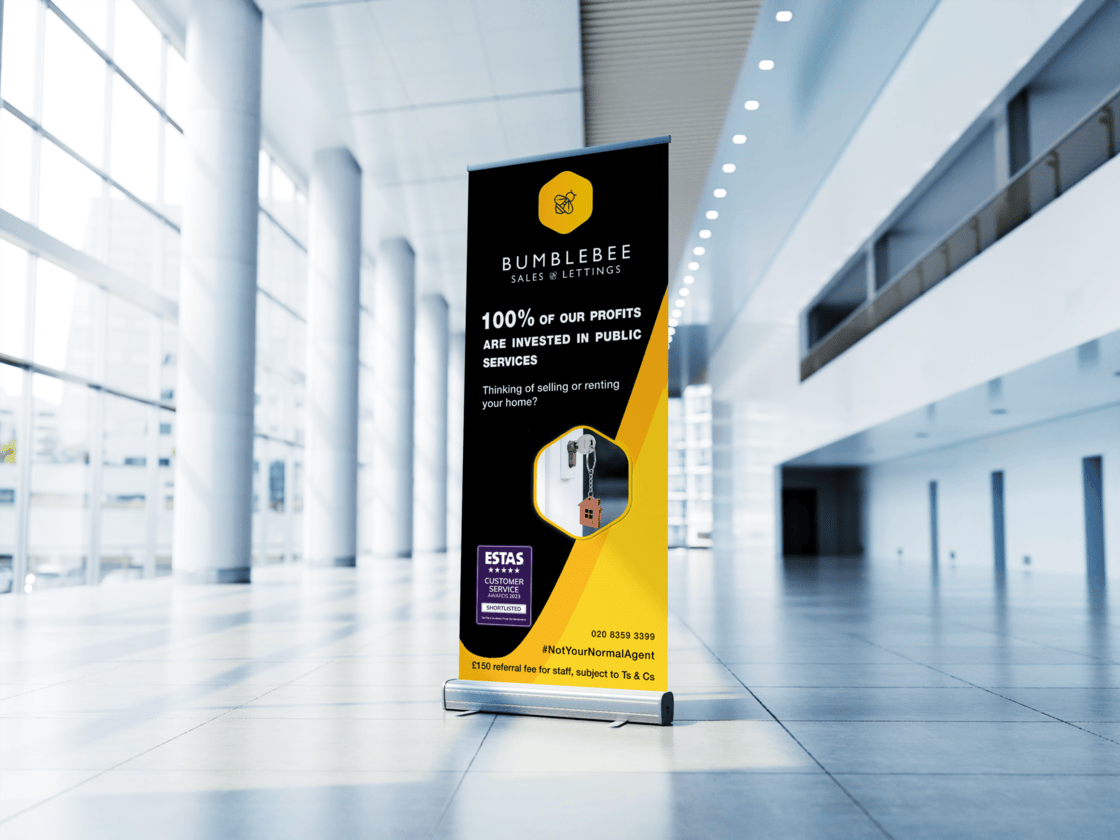 BUMBLEBEE
SALES & LETTINGS
100% OF OUR PROFITS
ARE INVESTED IN PUBLIC
SERVICES
Thinking of selling or renting
your home?
ESTAS
★★★★★
CUSTOMER
SERVICE
AWARDS 2023
SHORTLISTED
020 8359 3399
#NotYourNormalAgent
£150 referral fee for staff, subject to Ts & Cs